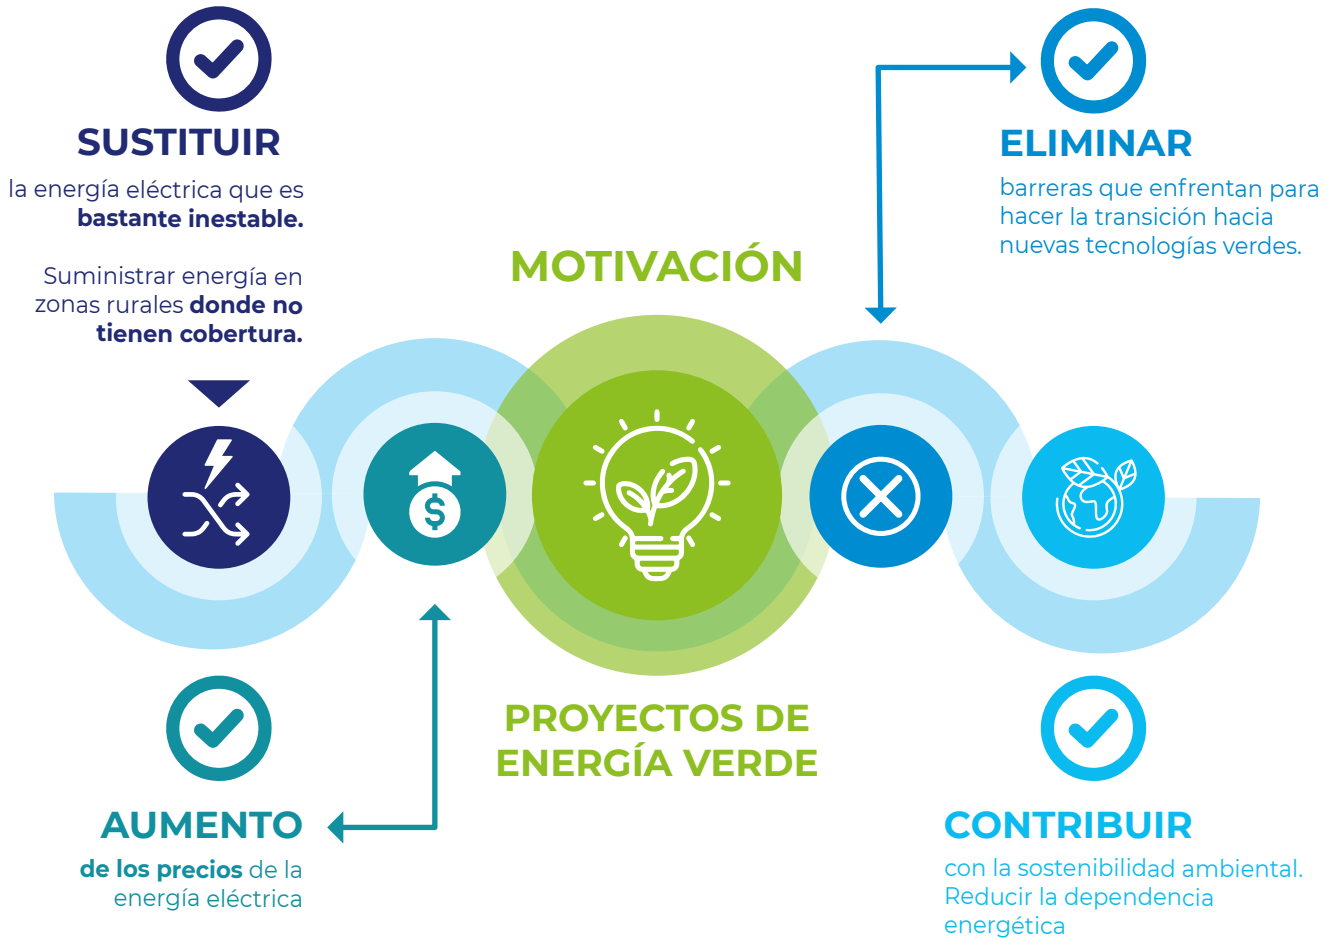 SUSTITUIR
la energía eléctrica que es
bastante inestable.
Suministrar energía en
zonas rurales donde no
tienen cobertura.
ELIMINAR
barreras que enfrentan para
hacer la transición hacia
nuevas tecnologías verdes.
MOTIVACIÓN
$
PROYECTOS DE
ENERGÍA VERDE
AUMENTO
de los precios de la
energía eléctrica
CONTRIBUIR
con la sostenibilidad ambiental.
Reducir la dependencia
energética